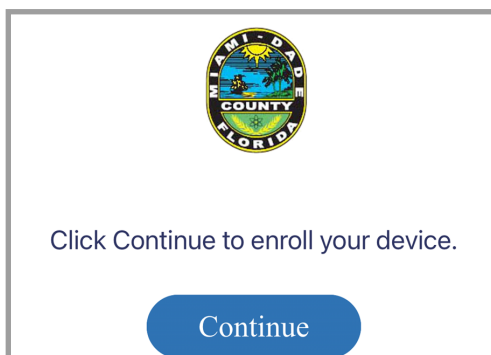 MIAMI-DADE
COUNTY
FLORIDA
Click Continue to enroll your device.
Continue